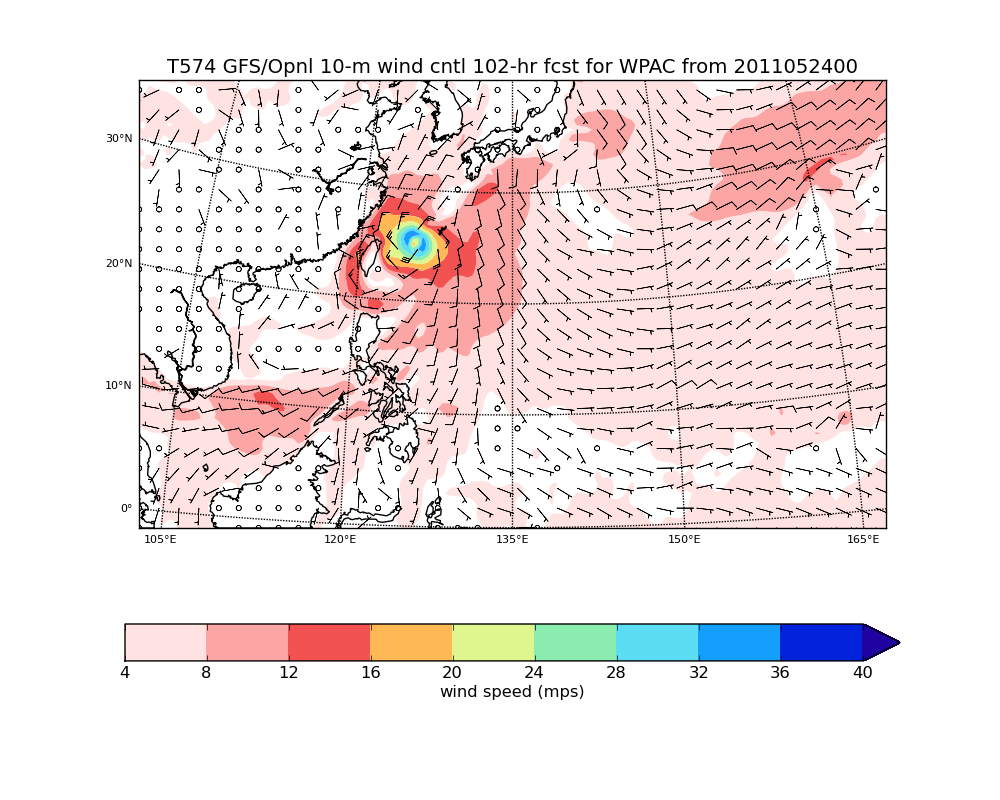 T574 GFS/Opnl 10-m wind cntl 102-hr fcst for WPAC from 2011052400
30°N
20°N
10°N
0°
105°E 120°E 135°E 150°E 165°E
4 8 12 16 20 24 28 32 36 40
wind speed (mps)